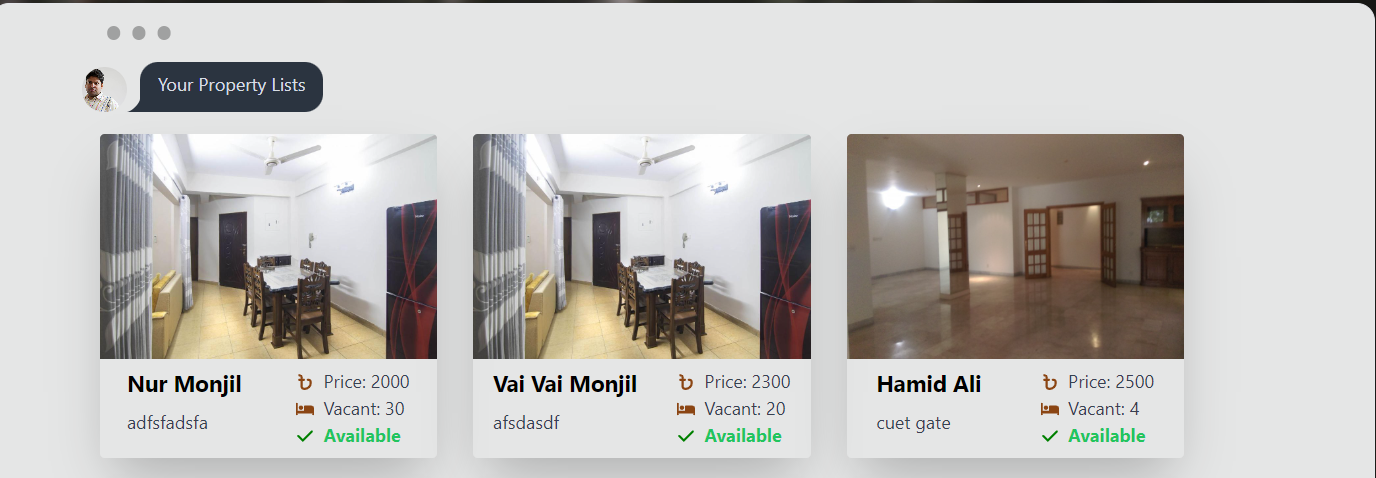 Your Property Lists
Nur Monjil
adfsfadsfa
Price: 2000
Vacant: 30
Available
Vai Vai Monjil
afsdasdf
Price: 2300
Vacant: 20
Available
Hamid Ali
cuet gate
Price: 2500
Vacant: 4
Available